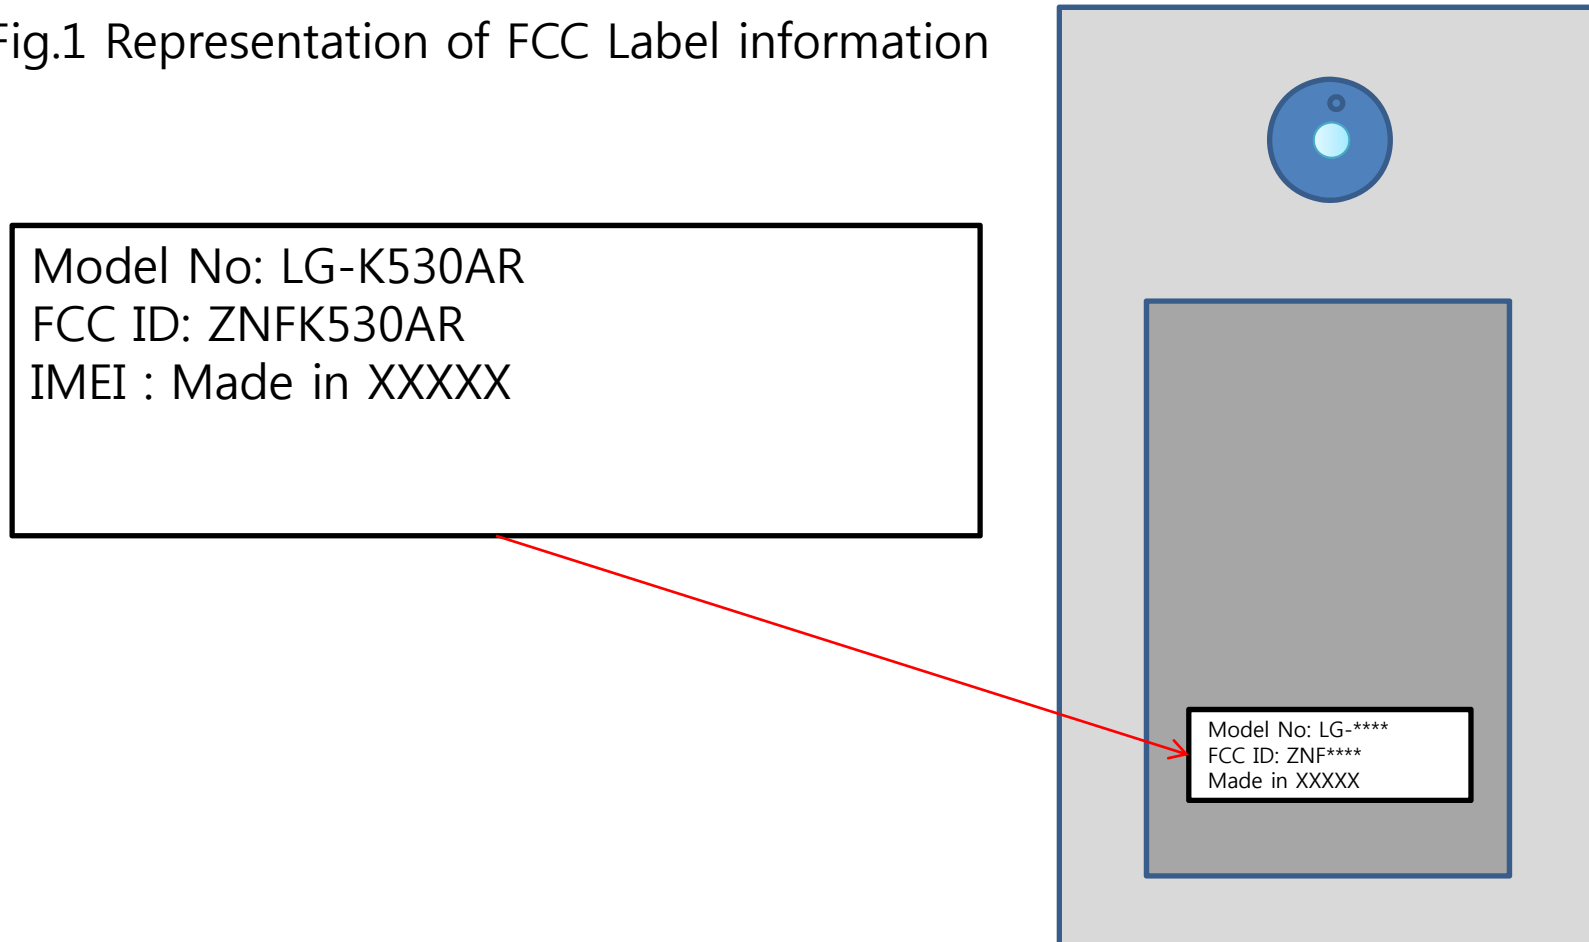 Fig.1 Representation of FCC Label information
Model No: LG-K530AR
FCC ID: ZNFK530AR
IMEI : Made in XXXXX
Model No: LG-****
FCC ID: ZNF****
Made in XXXXX